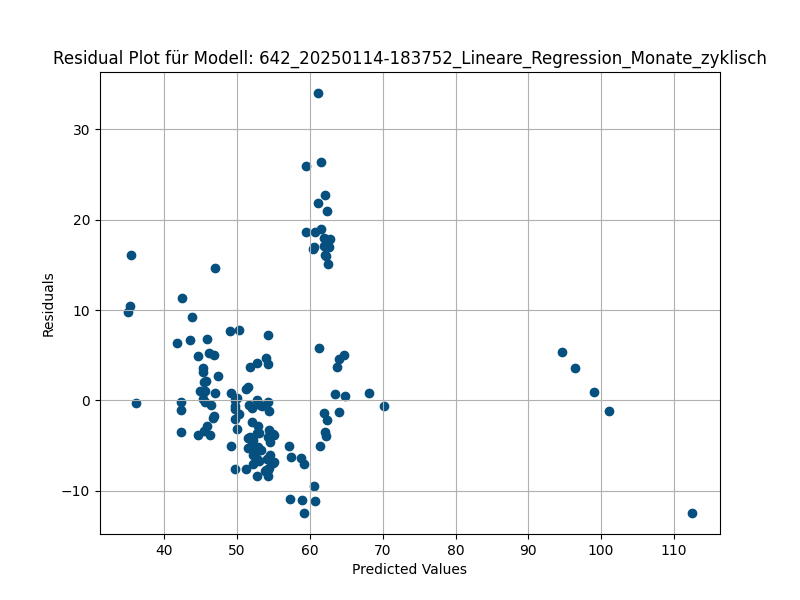 Residual Plot für Modell: 642_20250114-183752_Lineare_Regression_Monate_zyklisch
30
20
10
0
−10
Residuals
40 50 60 70 80 90 100 110
Predicted Values